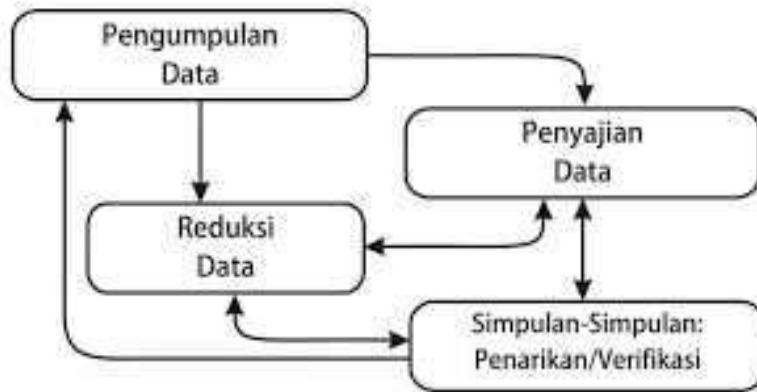 Pengumpulan
Data
Penyajian
Data
Reduksi
Data
Simpulan-Simpulan:
Penarikan/Verifikasi